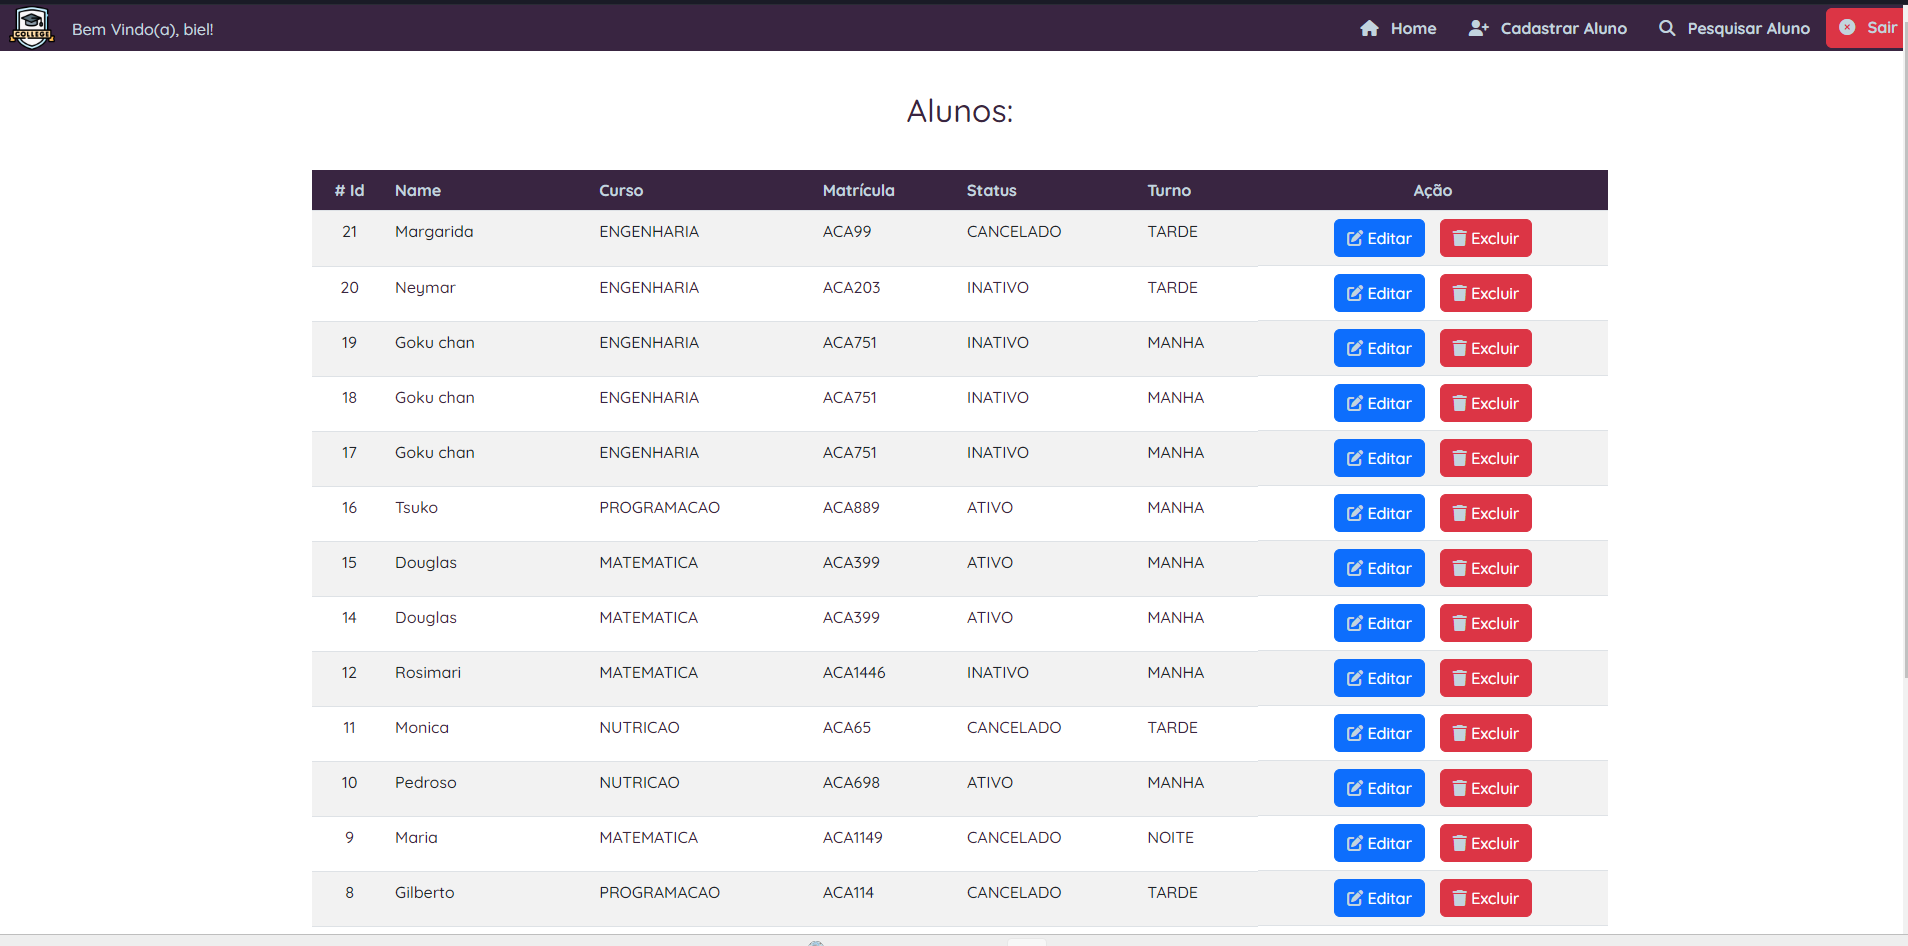 COLLEGE Bem Vindo(a), biel! Home Cadastrar Aluno Pesquisar Aluno Sair
Alunos:
# Id Name Curso Matrícula Status Turno Ação
21 Margarida ENGENHARIA ACA99 CANCELADO TARDE Editar Excluir
20 Neymar ENGENHARIA ACA203 INATIVO TARDE Editar Excluir
19 Goku chan ENGENHARIA ACA751 INATIVO MANHA Editar Excluir
18 Goku chan ENGENHARIA ACA751 INATIVO MANHA Editar Excluir
17 Goku chan ENGENHARIA ACA751 INATIVO MANHA Editar Excluir
16 Tsuko PROGRAMACAO ACA889 ATIVO MANHA Editar Excluir
15 Douglas MATEMATICA ACA399 ATIVO MANHA Editar Excluir
14 Douglas MATEMATICA ACA399 ATIVO MANHA Editar Excluir
12 Rosimari MATEMATICA ACA1446 INATIVO MANHA Editar Excluir
11 Monica NUTRICAO ACA65 CANCELADO TARDE Editar Excluir
10 Pedroso NUTRICAO ACA698 ATIVO MANHA Editar Excluir
9 Maria MATEMATICA ACA1149 CANCELADO NOITE Editar Excluir
8 Gilberto PROGRAMACAO ACA114 CANCELADO TARDE Editar Excluir